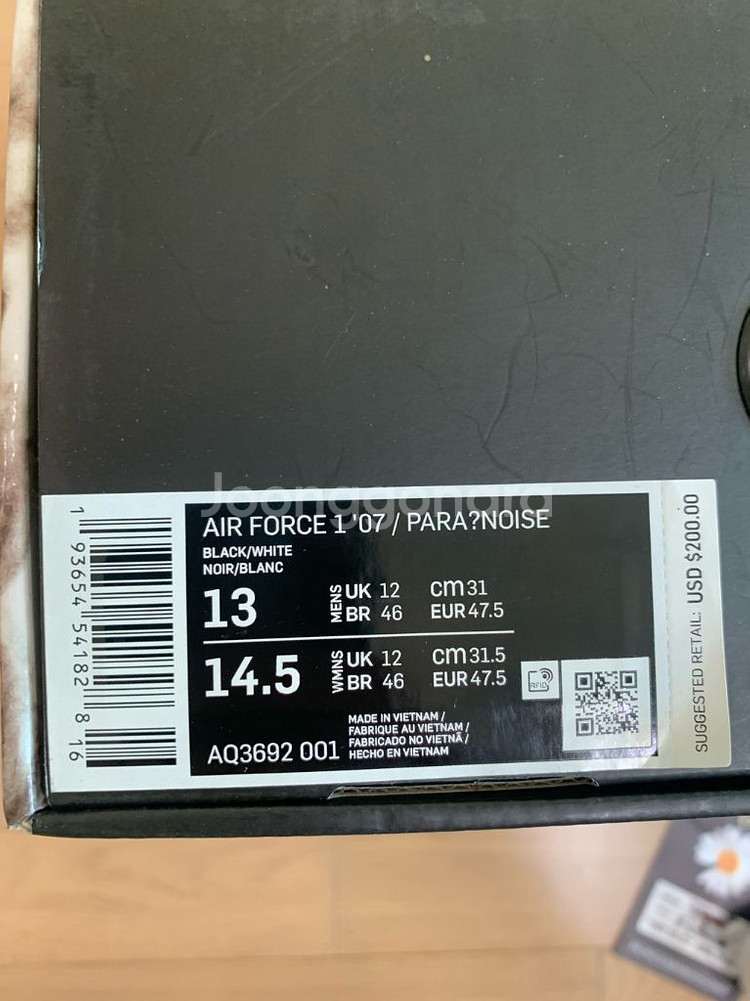 Joonggonara
AIR FORCE 1 '07 / PARA?NOISE
BLACK/WHITE
NOIR/BLANC
13 MENS UK 12 cm 31
BR 46 EUR 47.5
14.5 WMNS UK 12 cm 31.5
BR 46 EUR 47.5
RFID
AQ3692 001
MADE IN VIETNAM /
FABRIQUE AU VIETNAM /
FABRICADO NO VIETNÃ /
HECHO EN VIETNAM
1 93654 54182 8 16
SUGGESTED RETAIL: USD $200.00